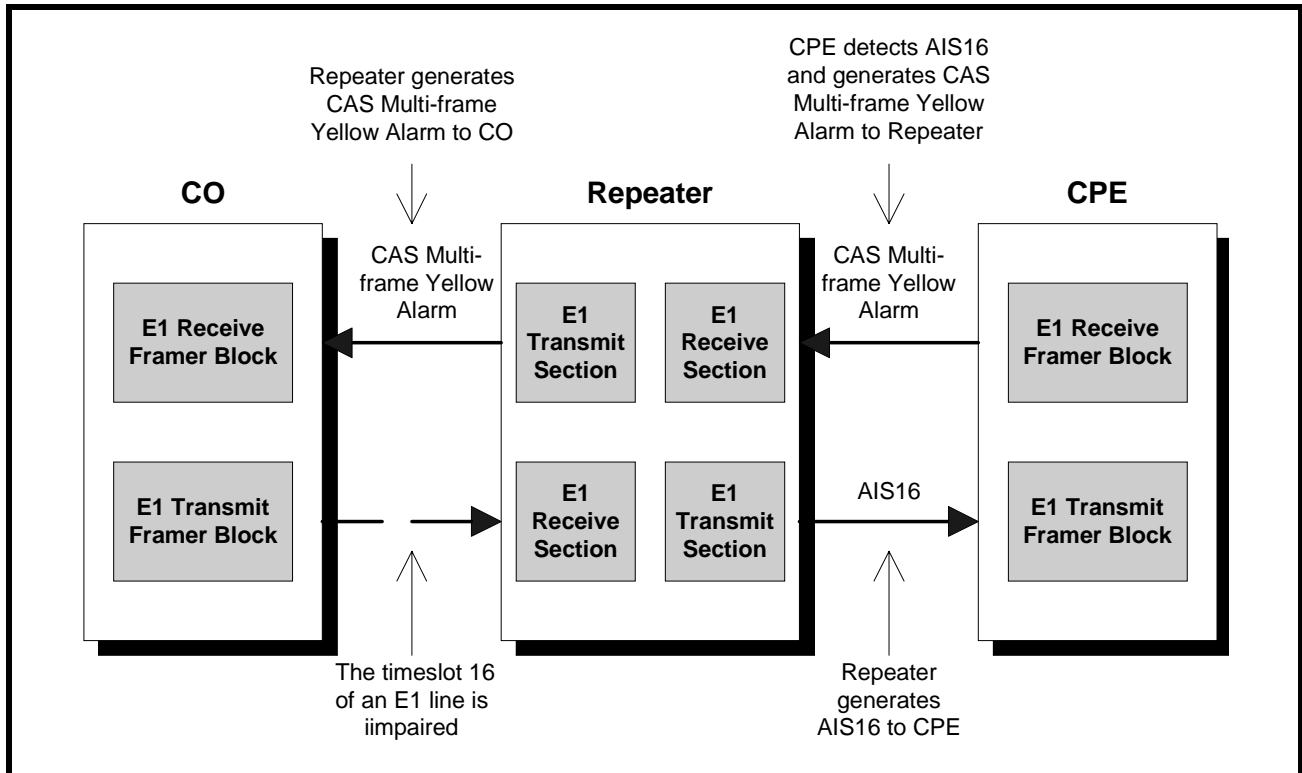 Repeater generates
CAS Multi-frame
Yellow Alarm to CO
CPE detects AIS16
and generates CAS
Multi-frame Yellow
Alarm to Repeater
CO
Repeater
CPE
CAS Multi-
frame Yellow
Alarm
CAS Multi-
frame Yellow
Alarm
E1 Receive
Framer Block
E1
Transmit
Section
E1
Receive
Section
E1 Receive
Framer Block
E1 Transmit
Framer Block
E1
Receive
Section
E1
Transmit
Section
AIS16
E1 Transmit
Framer Block
The timeslot 16
of an E1 line is
iimpaired
Repeater
generates
AIS16 to CPE